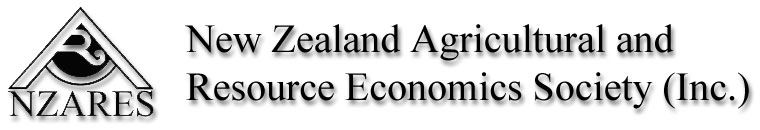 New Zealand Agricultural and
Resource Economics Society (Inc.)
NZARES